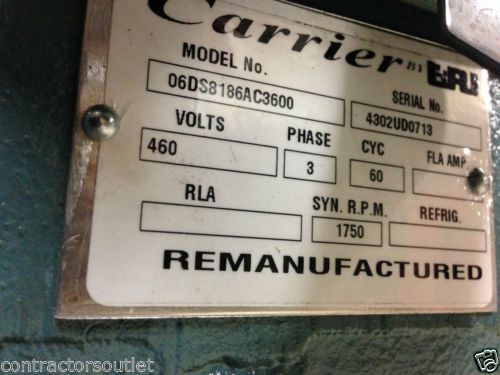 Carrier BY
MODEL No.
06DS8186AC3600
SERIAL No.
4302UD0713
VOLTS
460
PHASE
3
CYC
60
FLA AMP
RLA
SYN. R.P.M.
1750
REFRIG.
REMANUFACTURED
contractorsoutlet